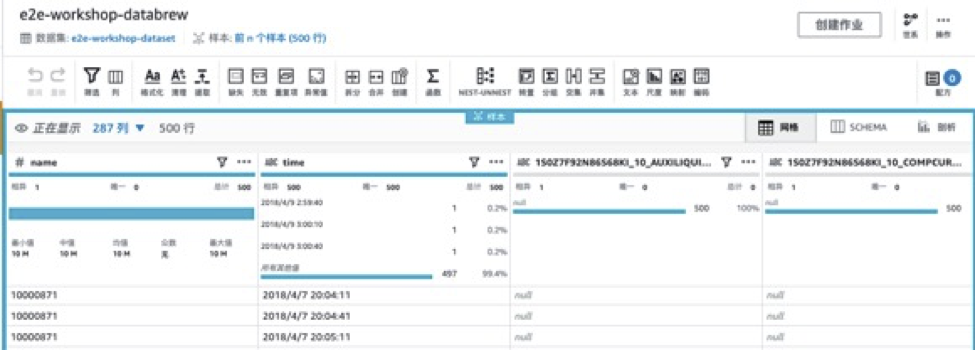 e2e-workshop-databrew
创建作业
世系
操作
数据集: e2e-workshop-dataset 样本: 前 n 个样本 (500 行)
筛选 列 格式化 清理 提取 缺失 无效 重复项 异常值 拆分 合并 创建 函数 NEST-UNNEST 转置 分组 交集 并集 文本 尺度 映射 编码 配方
0
样本
正在显示 287 列 500 行
网格 SCHEMA 剖析
# name ABC time ABC 150Z7F92N86568KI_10_AUXILIQUI... ABC 150Z7F92N86568KI_10_COMPCUR...
相异 1 唯一 0 总计 500 相异 500 唯一 500 总计 500 相异 1 唯一 0 总计 0 相异 1 唯一 0
2018/4/9 2:59:40 1 0.2%
null 500 100% null 500
2018/4/9 3:00:10 1 0.2%
2018/4/9 3:00:40 1 0.2%
最小值 中值 均值 众数 最大值
10 M 10 M 10 M 无 10 M
所有其他值 497 99.4%
10000871 2018/4/7 20:04:11 null null
10000871 2018/4/7 20:04:41 null null
10000871 2018/4/7 20:05:11 null null